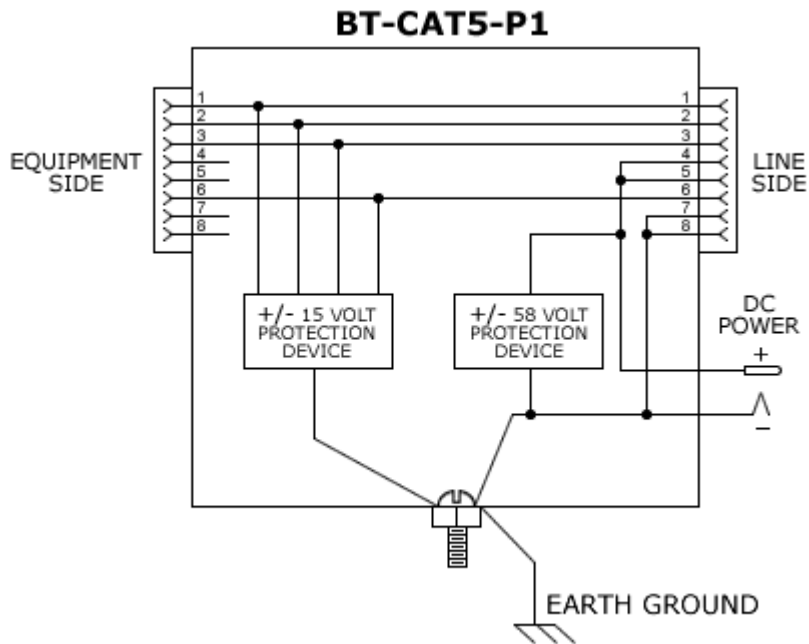 BT-CAT5-P1
1 1
2 2
3 3
4 4
5 5
6 6
7 7
8 8
EQUIPMENT
SIDE
LINE
SIDE
+/- 15 VOLT
PROTECTION
DEVICE
+/- 58 VOLT
PROTECTION
DEVICE
DC
POWER
+
−
EARTH GROUND